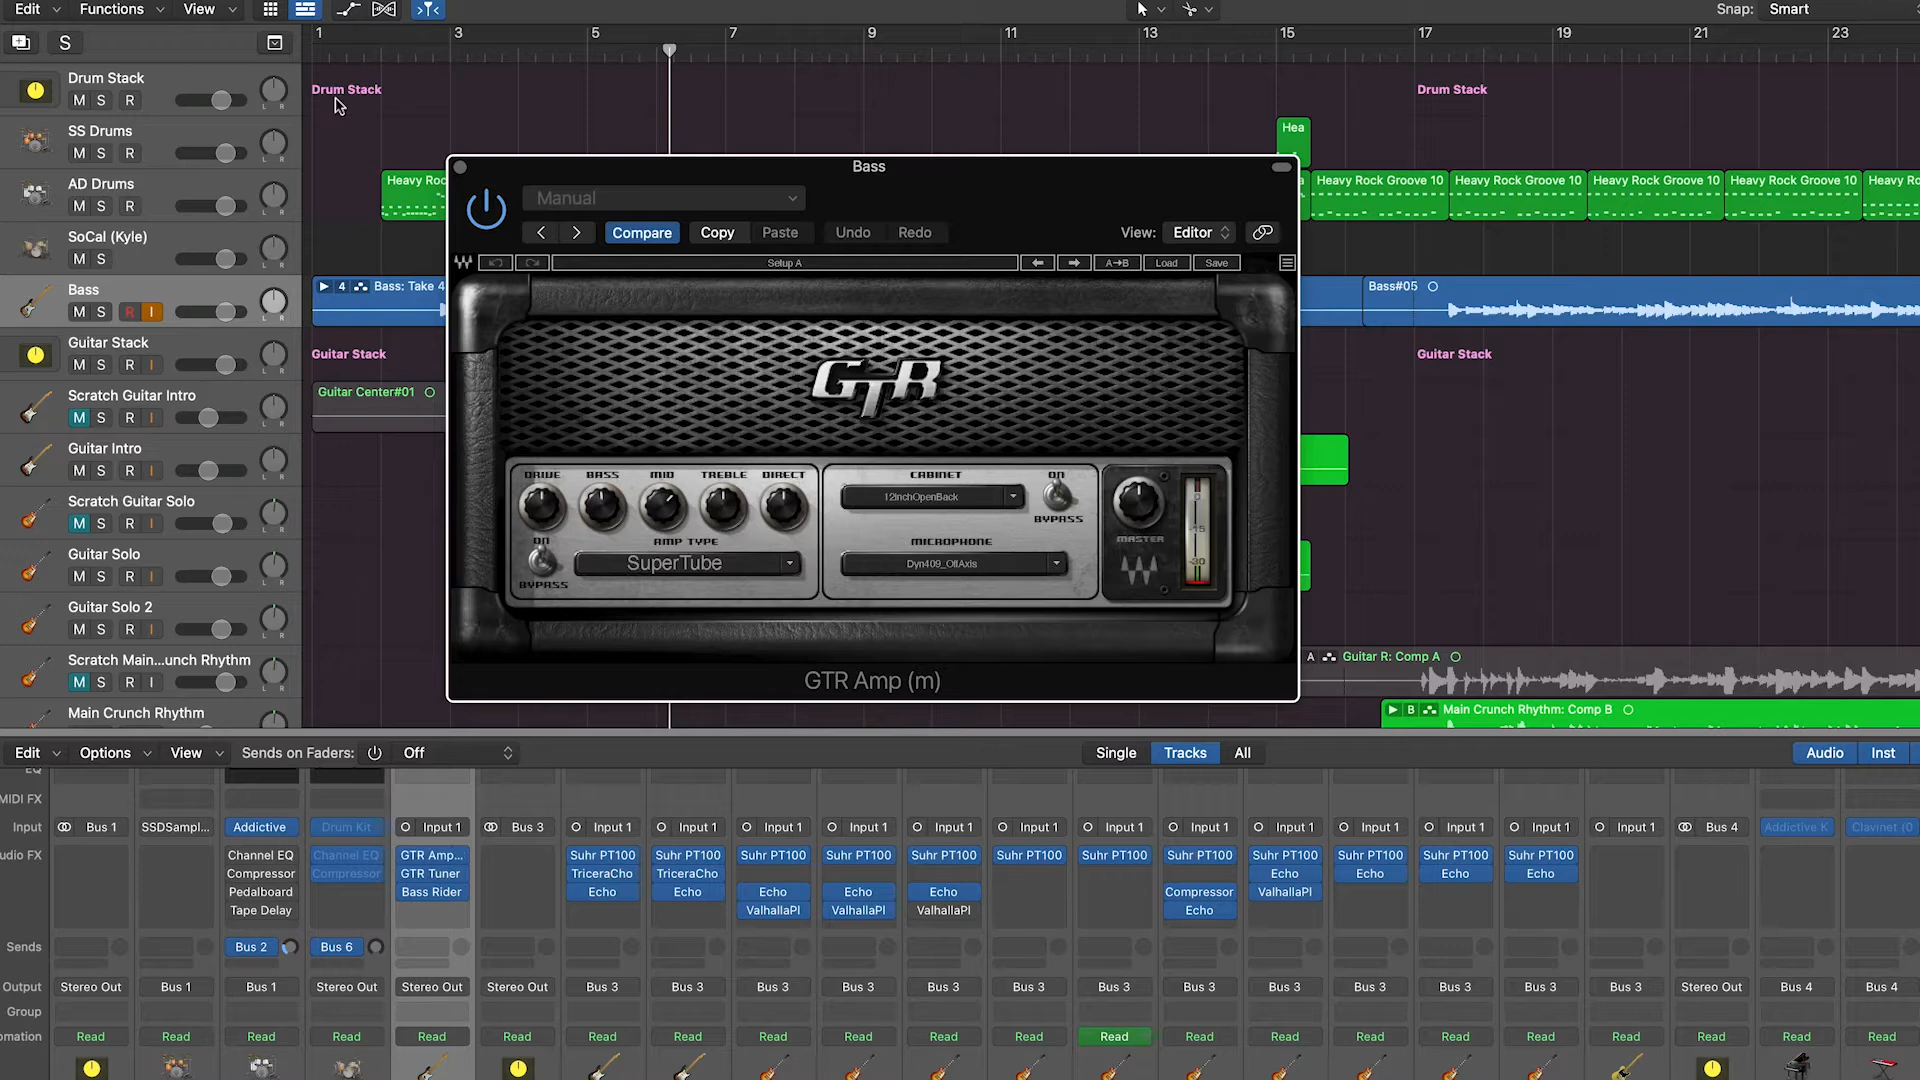 Edit Functions View Snap: Smart
S 1 3 5 7 9 11 13 15 17 19 21 23
Drum Stack
M S R L R
Drum Stack Drum Stack
SS Drums
M S R L R
Hea
AD Drums
M S R L R
Heavy Roc Heavy Rock Groove 10 Heavy Rock Groove 10 Heavy Rock Groove 10 Heavy Rock Groove 10 Heavy Ro
SoCal (Kyle)
M S L R
Bass
M S R I L R
4 Bass: Take 4 Bass#05
Guitar Stack
M S R L R
Guitar Stack Guitar Stack
Scratch Guitar Intro
M S R I L R
Guitar Center#01
Guitar Intro
M S R I L R
Scratch Guitar Solo
M S R I L R
Guitar Solo
M S R I L R
Guitar Solo 2
M S R I L R
Scratch Main...unch Rhythm
M S R I L R
A Guitar R: Comp A
Main Crunch Rhythm
B Main Crunch Rhythm: Comp B
Bass
Manual
Compare Copy Paste Undo Redo View: Editor
Setup A A→B Load Save
GTR
DRIVE BASS MID TREBLE DIRECT
ON
BYPASS
AMP TYPE
SuperTube
CABINET
12InchOpenBack
ON
BYPASS
MICROPHONE
Dyn409_OffAxis
MASTER
0
-15
-30
GTR Amp (m)
Edit Options View Sends on Faders: Off Single Tracks All Audio Inst
EQ
MIDI FX
Input Bus 1 SSDSampl... Addictive Drum Kit Input 1 Bus 3 Input 1 Input 1 Input 1 Input 1 Input 1 Input 1 Input 1 Input 1 Input 1 Input 1 Input 1 Input 1 Input 1 Bus 4 Addictive K Clavinet (0
udio FX Channel EQ Channel EQ GTR Amp... Suhr PT100 Suhr PT100 Suhr PT100 Suhr PT100 Suhr PT100 Suhr PT100 Suhr PT100 Suhr PT100 Suhr PT100 Suhr PT100 Suhr PT100 Suhr PT100
Compressor Compressor GTR Tuner TriceraCho TriceraCho Echo Echo Echo Echo
Pedalboard Bass Rider Echo Echo Echo Echo Echo Compressor ValhallaPl
Tape Delay ValhallaPl ValhallaPl ValhallaPl Echo
Sends Bus 2 Bus 6
Output Stereo Out Bus 1 Bus 1 Stereo Out Stereo Out Stereo Out Bus 3 Bus 3 Bus 3 Bus 3 Bus 3 Bus 3 Bus 3 Bus 3 Bus 3 Bus 3 Bus 3 Bus 3 Bus 3 Stereo Out Bus 4 Bus 4
Group
omation Read Read Read Read Read Read Read Read Read Read Read Read Read Read Read Read Read Read Read Read Read Read